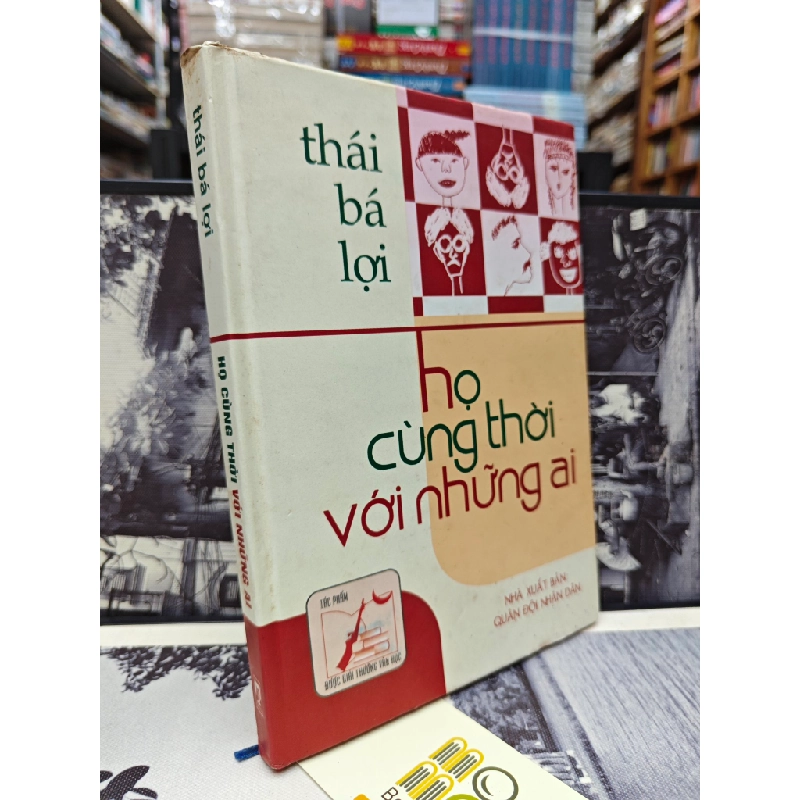 thái bá lợi
HỌ CÙNG THỜI VỚI NHỮNG AI
thái
bá
lợi
họ
cùng thời
với những ai
NHÀ XUẤT BẢN
QUÂN ĐỘI NHÂN DÂN
TÁC PHẨM
ĐƯỢC GIẢI THƯỞNG VĂN HỌC